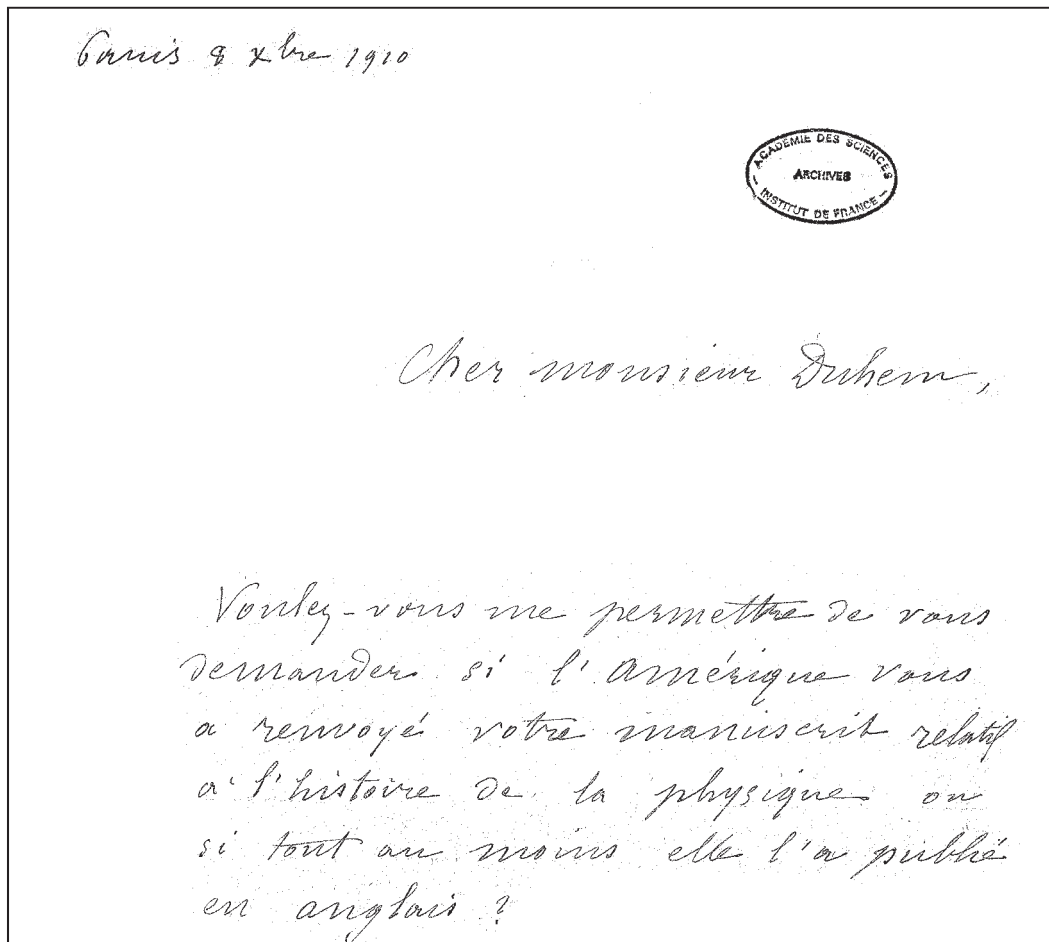 Paris 8 xbre 1910
ACADÉMIE DES SCIENCES
ARCHIVES
— INSTITUT DE FRANCE —
Cher monsieur Duhem,
Voulez-vous me permettre de vous
demander si l'Amérique vous
a renvoyé votre manuscrit relatif
à l'histoire de la physique ou
si tout au moins elle l'a publié
en anglais ?